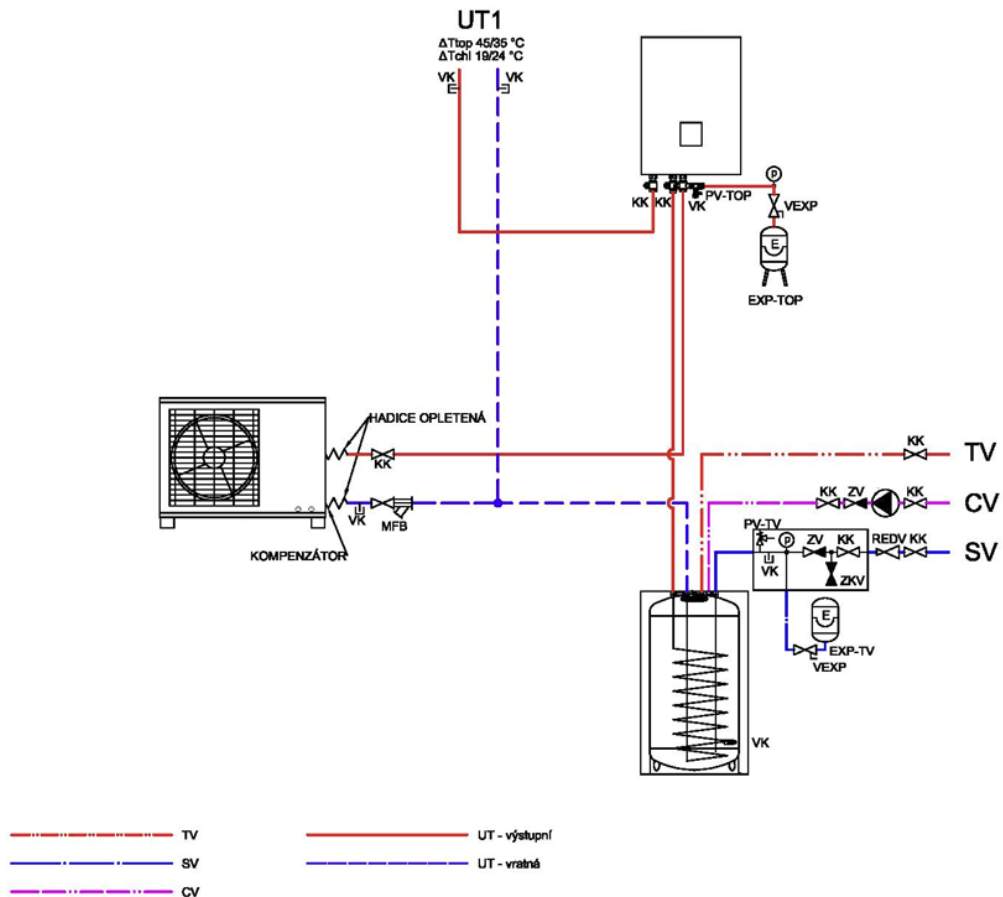 UT1
ΔTtop 45/35 °C
ΔTchl 19/24 °C
VK
VK
KK
KK
VK
PV-TOP
P
VEXP
E
EXP-TOP
HADICE OPLETENÁ
KK
KK
TV
VK
MFB
KOMPENZÁTOR
KK
ZV
KK
CV
PV-TV
P
ZV
KK
REDV
KK
SV
VK
ZKV
E
EXP-TV
VEXP
VK
TV
UT - výstupní
SV
UT - vratná
CV